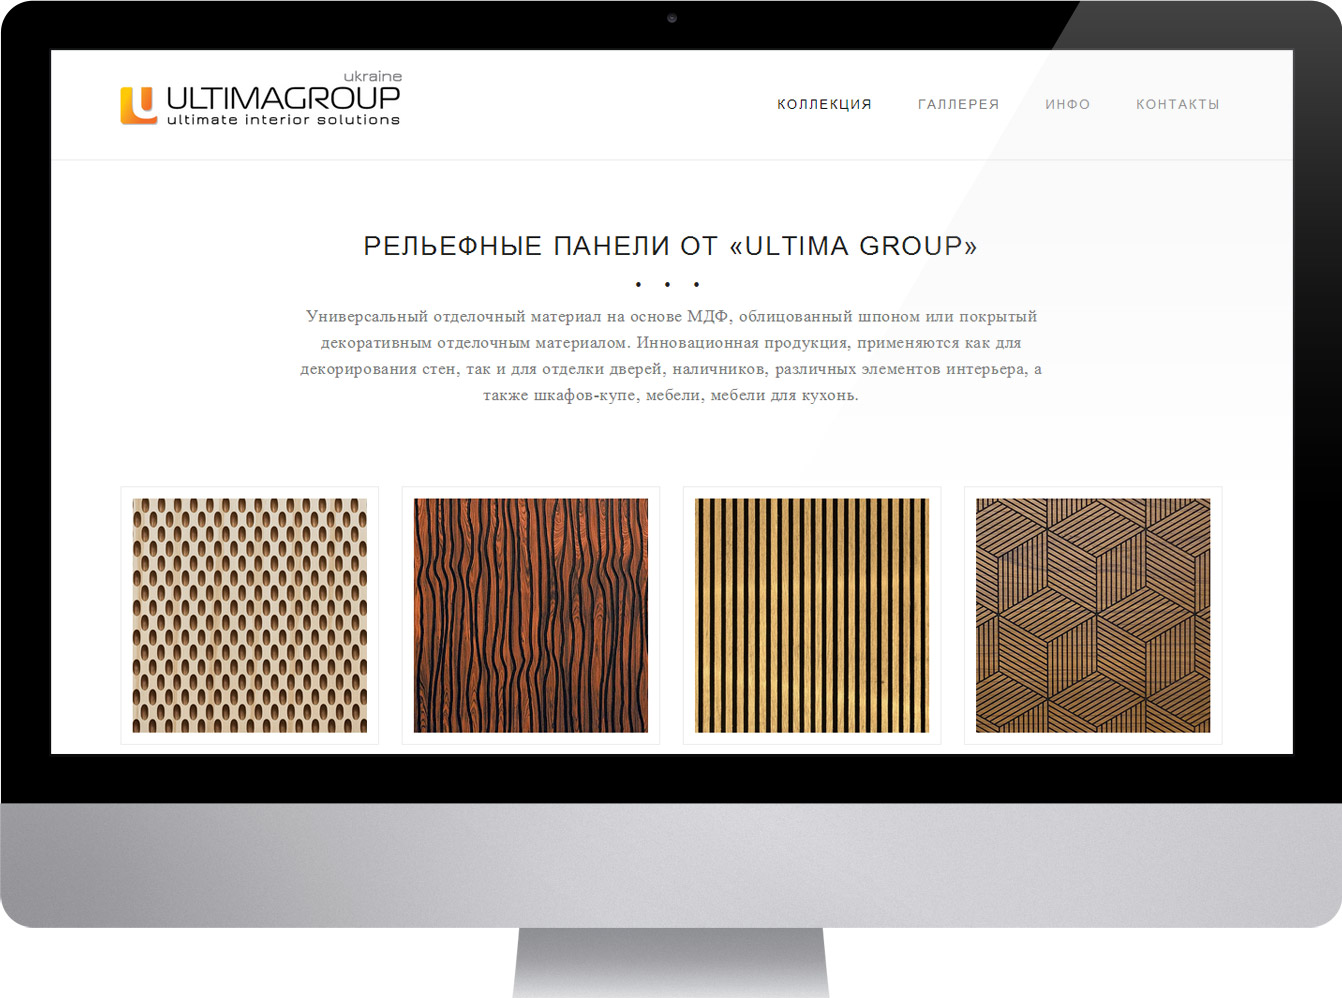 ukraine
ULTIMAGROUP
ultimate interior solutions
КОЛЛЕКЦИЯ ГАЛЛЕРЕЯ ИНФО КОНТАКТЫ
РЕЛЬЕФНЫЕ ПАНЕЛИ ОТ «ULTIMA GROUP»
• • •
Универсальный отделочный материал на основе МДФ, облицованный шпоном или покрытый
декоративным отделочным материалом. Инновационная продукция, применяются как для
декорирования стен, так и для отделки дверей, наличников, различных элементов интерьера, а
также шкафов-купе, мебели, мебели для кухонь.